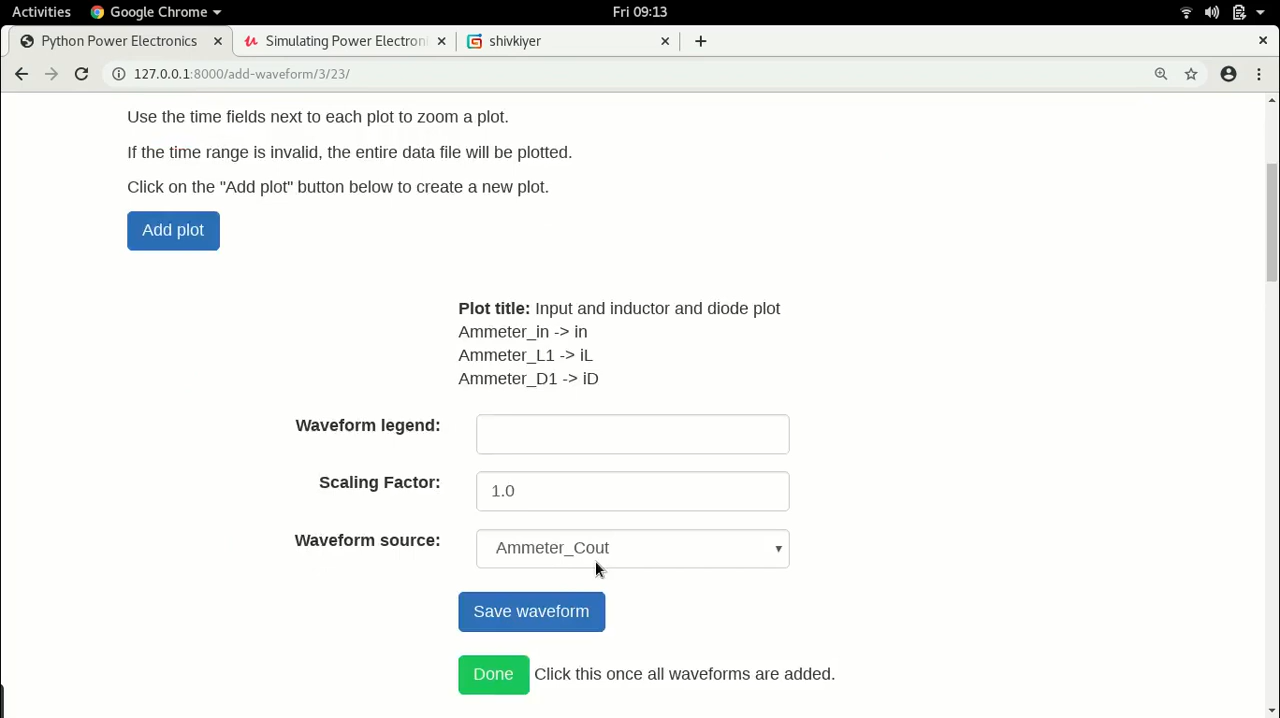 Activities Google Chrome Fri 09:13
Python Power Electronics Simulating Power Electroni shivkiyer
127.0.0.1:8000/add-waveform/3/23/
Use the time fields next to each plot to zoom a plot.
If the time range is invalid, the entire data file will be plotted.
Click on the "Add plot" button below to create a new plot.
Add plot
Plot title: Input and inductor and diode plot
Ammeter_in -> in
Ammeter_L1 -> iL
Ammeter_D1 -> iD
Waveform legend:
Scaling Factor: 1.0
Waveform source: Ammeter_Cout
Save waveform
Done Click this once all waveforms are added.